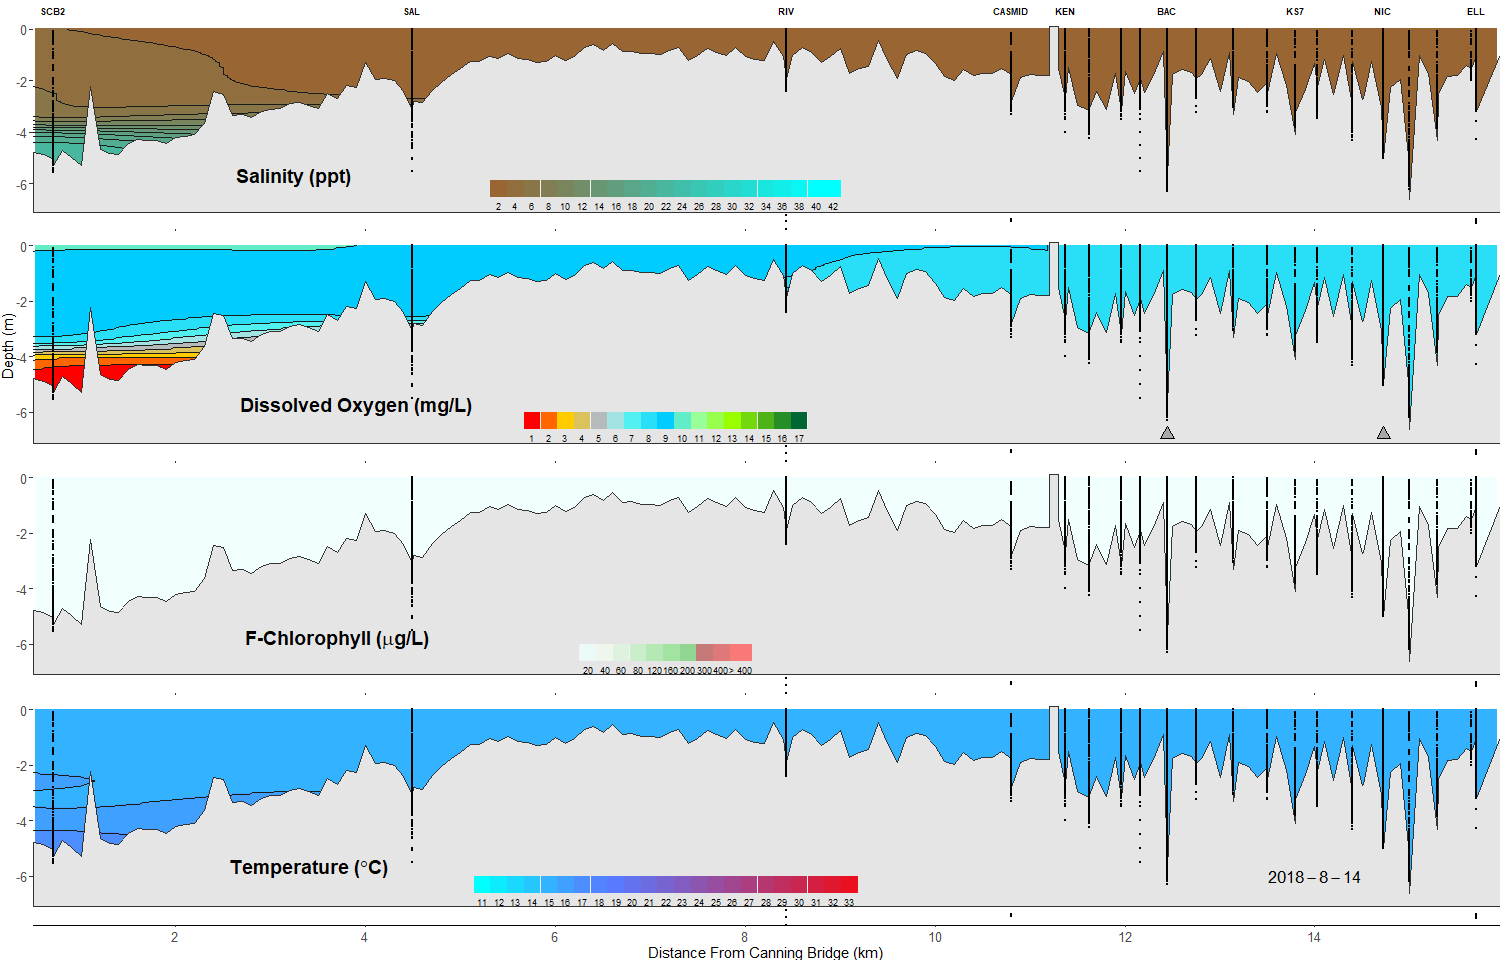 SCB2 SAL RIV CASMID KEN BAC KS7 NIC ELL
0
-2
-4
-6
Salinity (ppt)
2 4 6 8 10 12 14 16 18 20 22 24 26 28 30 32 34 36 38 40 42
0
-2
-4
-6
Dissolved Oxygen (mg/L)
1 2 3 4 5 6 7 8 9 10 11 12 13 14 15 16 17
Depth (m)
0
-2
-4
-6
F-Chlorophyll (µg/L)
20 40 60 80 120 160 200 300 400 > 400
0
-2
-4
-6
Temperature (°C)
11 12 13 14 15 16 17 18 19 20 21 22 23 24 25 26 27 28 29 30 31 32 33
2018 – 8 – 14
2 4 6 8 10 12 14
Distance From Canning Bridge (km)